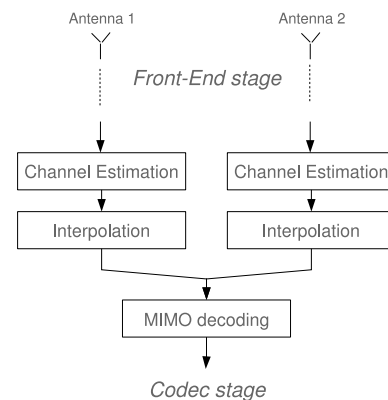 Antenna 1
Antenna 2
Front-End stage
Channel Estimation
Channel Estimation
Interpolation
Interpolation
MIMO decoding
Codec stage